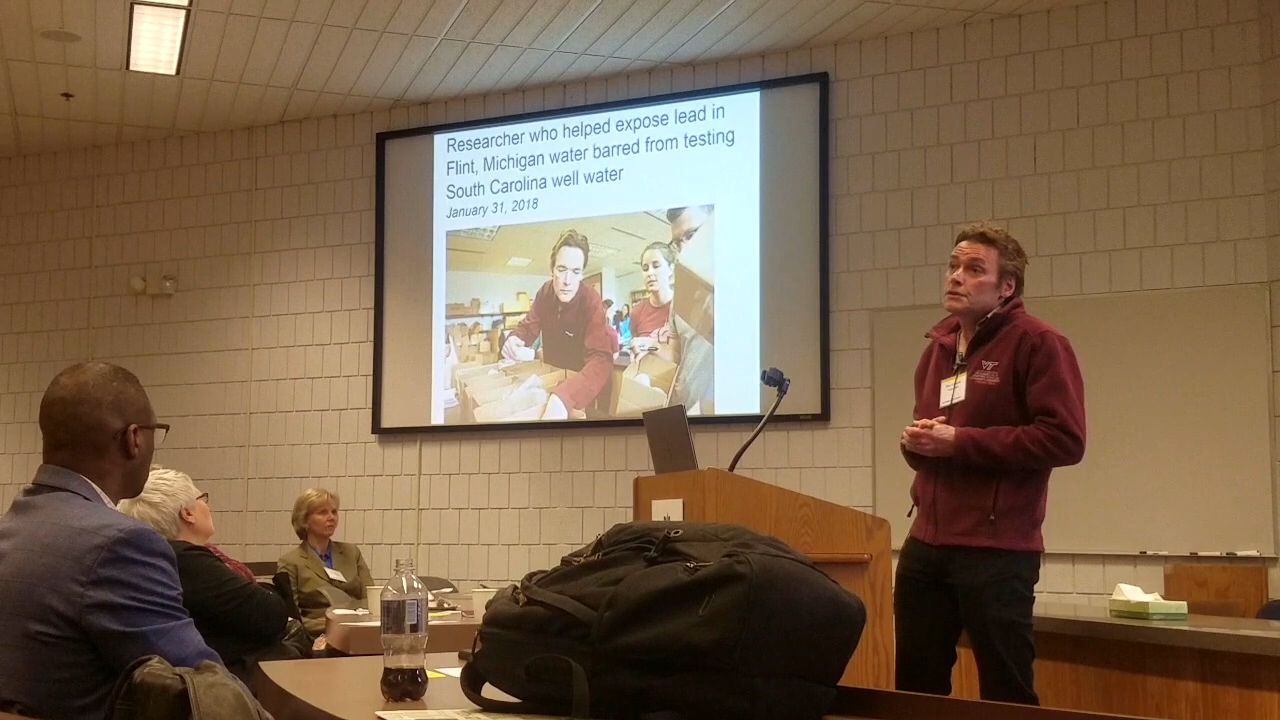 Researcher who helped expose lead in
Flint, Michigan water barred from testing
South Carolina well water
January 31, 2018
VT